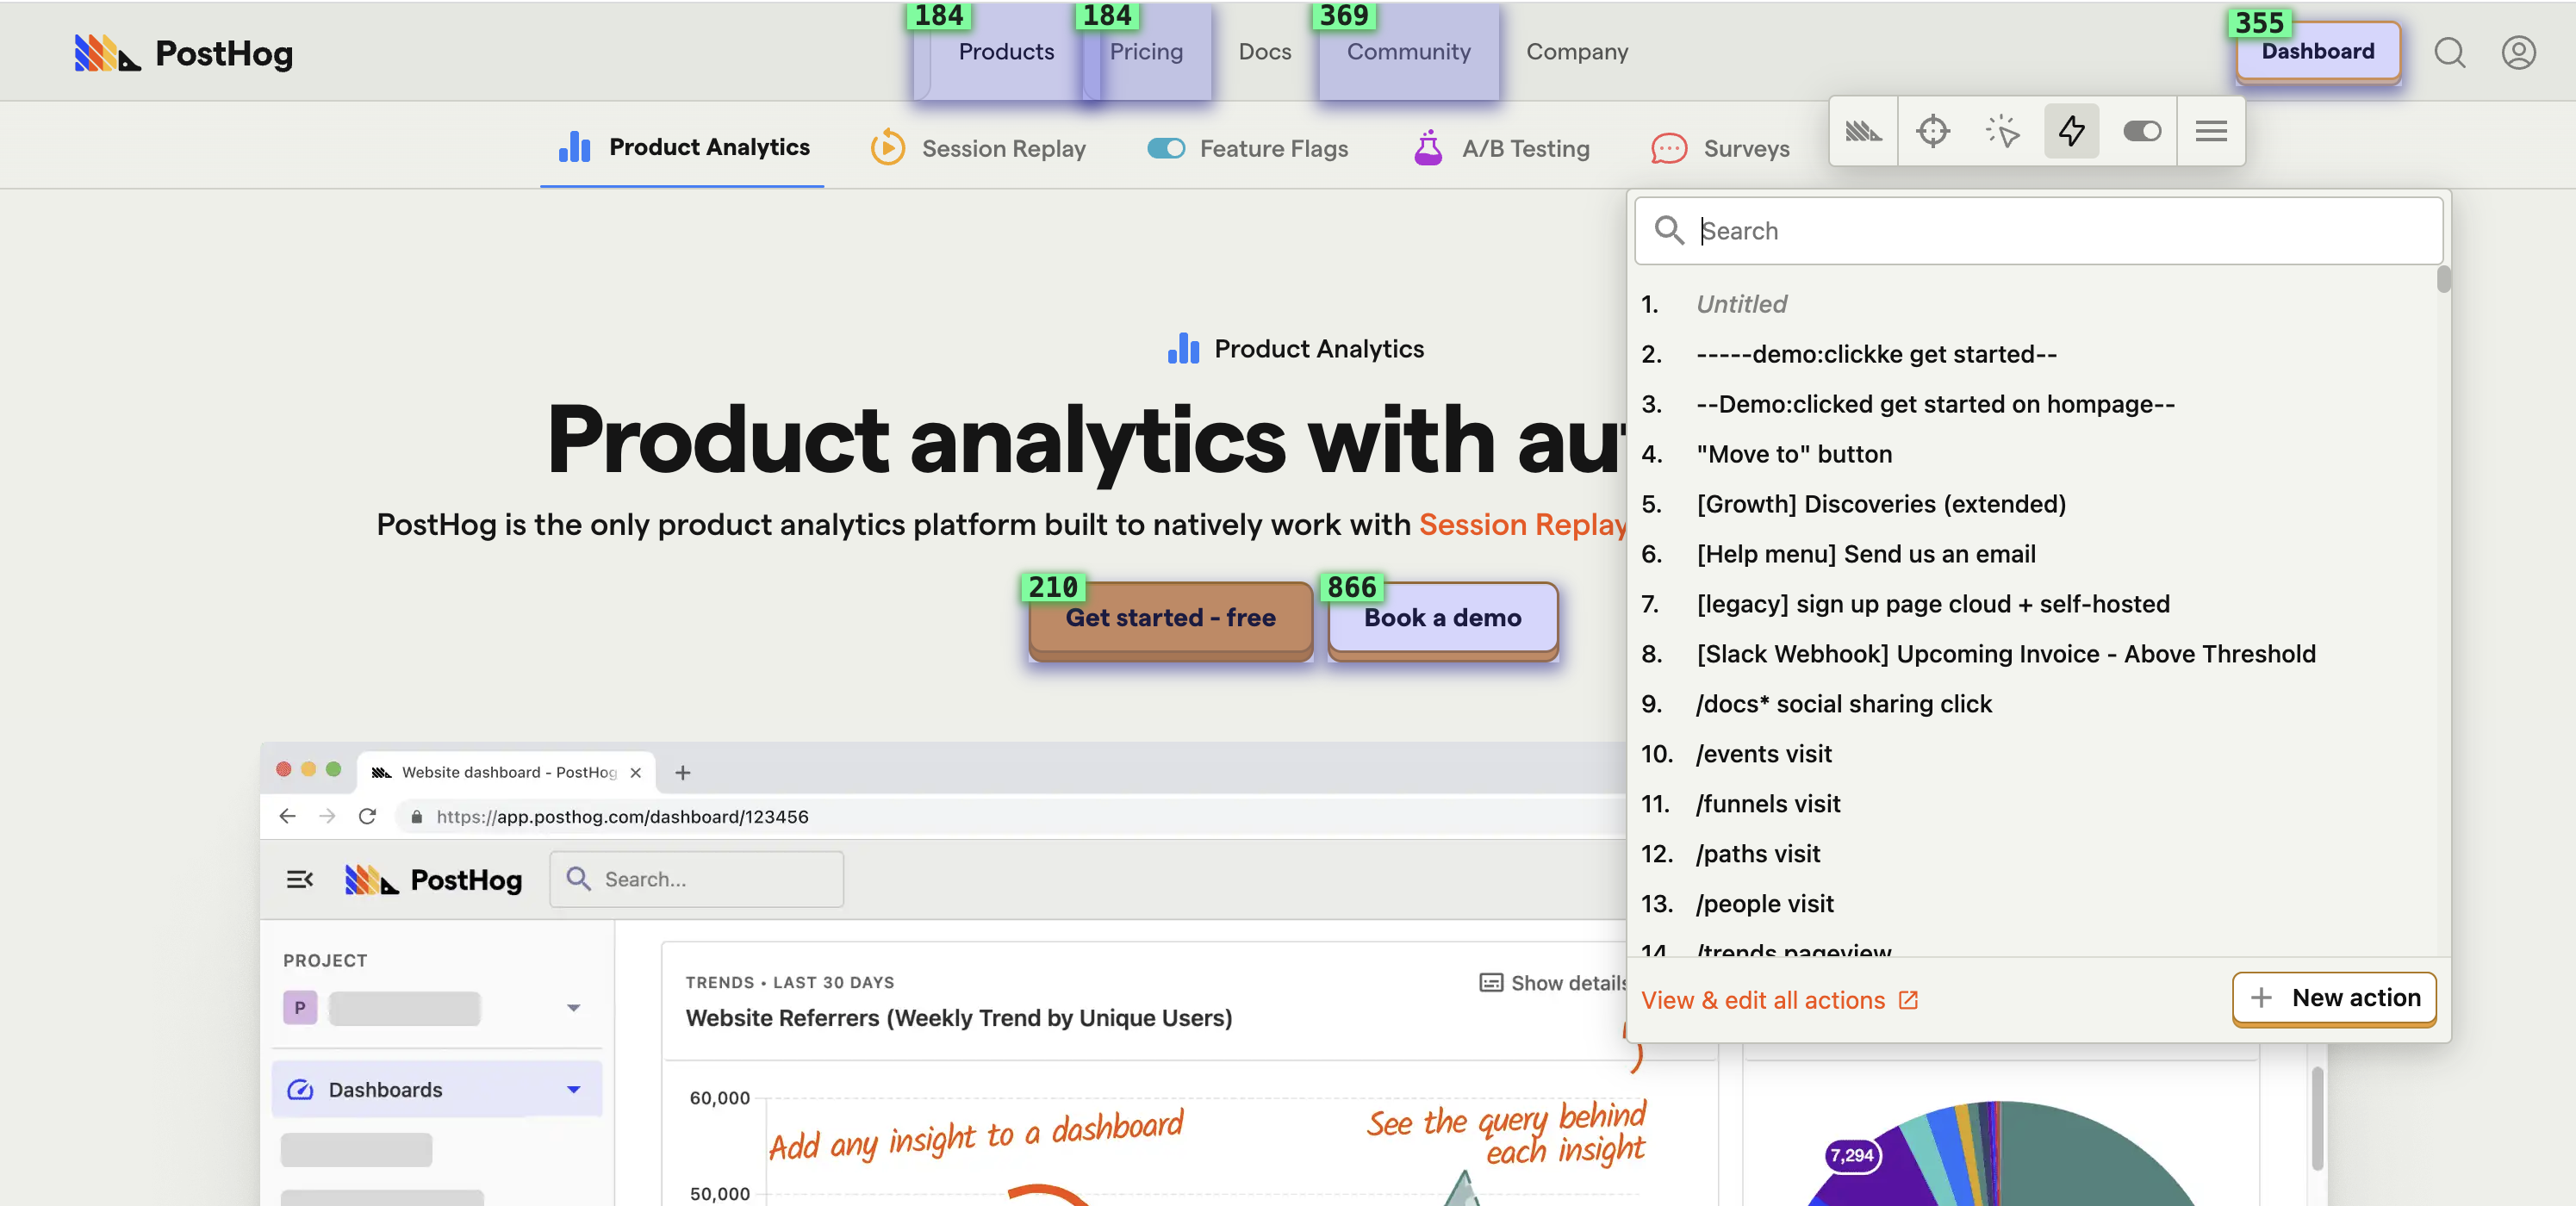 184 184 369 355
PostHog Products Pricing Docs Community Company Dashboard
Product Analytics Session Replay Feature Flags A/B Testing Surveys
Search
1. Untitled
2. -----demo:clickke get started--
3. --Demo:clicked get started on hompage--
4. "Move to" button
5. [Growth] Discoveries (extended)
6. [Help menu] Send us an email
7. [legacy] sign up page cloud + self-hosted
8. [Slack Webhook] Upcoming Invoice - Above Threshold
9. /docs* social sharing click
10. /events visit
11. /funnels visit
12. /paths visit
13. /people visit
14. /trends pageview
View & edit all actions
New action
Product Analytics
Product analytics with au
PostHog is the only product analytics platform built to natively work with Session Replay
210 866
Get started - free Book a demo
Website dashboard - PostHog
https://app.posthog.com/dashboard/123456
PostHog Search...
PROJECT
P
Dashboards
TRENDS • LAST 30 DAYS
Show details
Website Referrers (Weekly Trend by Unique Users)
60,000
50,000
Add any insight to a dashboard
See the query behind
each insight
7,294